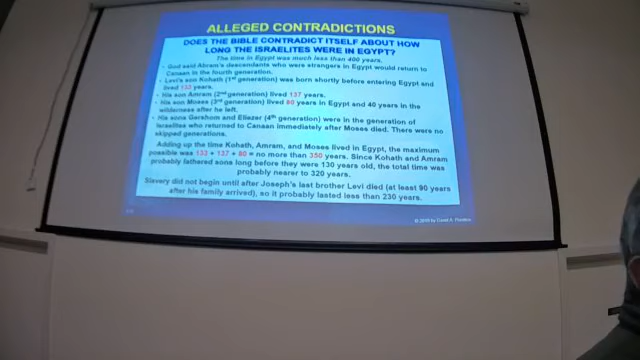 ALLEGED CONTRADICTIONS
DOES THE BIBLE CONTRADICT ITSELF ABOUT HOW
LONG THE ISRAELITES WERE IN EGYPT?
The time in Egypt was much less than 400 years.
- God said Abram's descendants who were strangers in Egypt would return to
Canaan in the fourth generation.
- Levi's son Kohath (1st generation) was born shortly before entering Egypt and
lived 133 years.
- His son Amram (2nd generation) lived 137 years.
- His son Moses (3rd generation) lived 80 years in Egypt and 40 years in the
wilderness after he left.
- His sons Gershom and Eliezer (4th generation) were in the generation of
Israelites who returned to Canaan immediately after Moses died. There were no
skipped generations.
Adding up the time Kohath, Amram, and Moses lived in Egypt, the maximum
possible was 133 + 137 + 80 = no more than 350 years. Since Kohath and Amram
probably fathered sons long before they were 130 years old, the total time was
probably nearer to 320 years.
Slavery did not begin until after Joseph's last brother Levi died (at least 90 years
after his family arrived), so it probably lasted less than 230 years.
by David A.